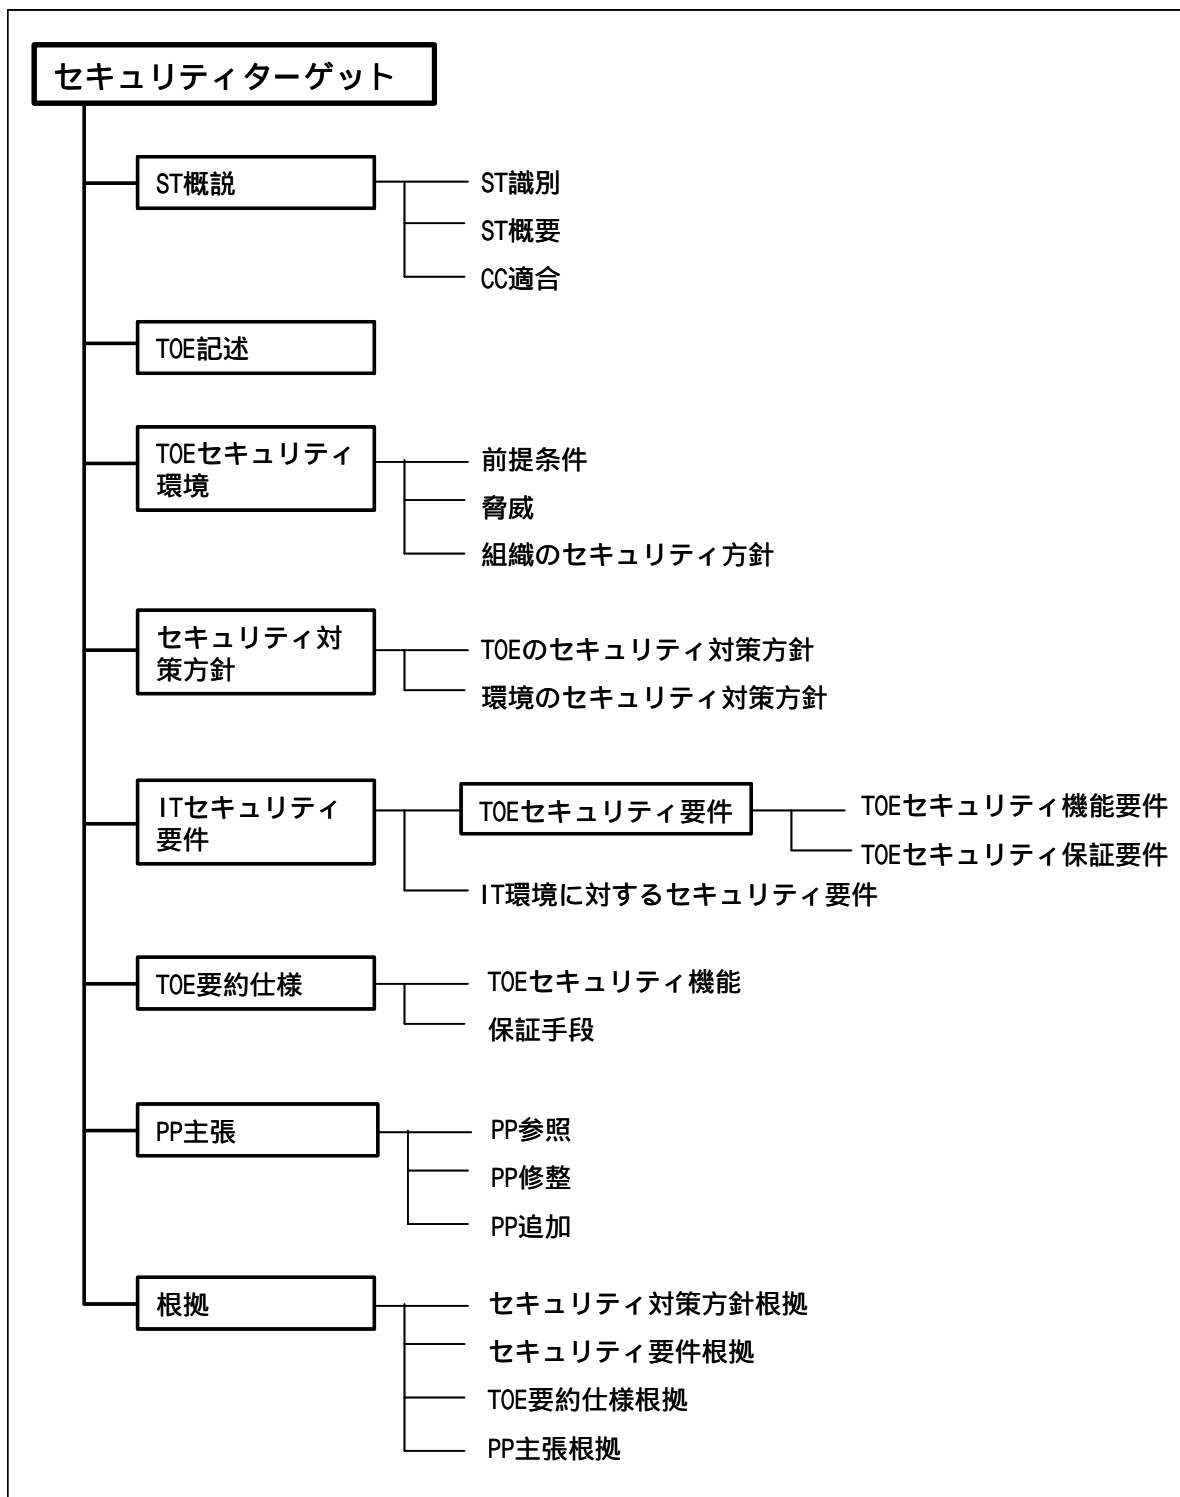 セキュリティターゲット
ST概説
ST識別
ST概要
CC適合
TOE記述
TOEセキュリティ
環境
前提条件
脅威
組織のセキュリティ方針
セキュリティ対
策方針
TOEのセキュリティ対策方針
環境のセキュリティ対策方針
ITセキュリティ
要件
TOEセキュリティ要件
TOEセキュリティ機能要件
TOEセキュリティ保証要件
IT環境に対するセキュリティ要件
TOE要約仕様
TOEセキュリティ機能
保証手段
PP主張
PP参照
PP修整
PP追加
根拠
セキュリティ対策方針根拠
セキュリティ要件根拠
TOE要約仕様根拠
PP主張根拠